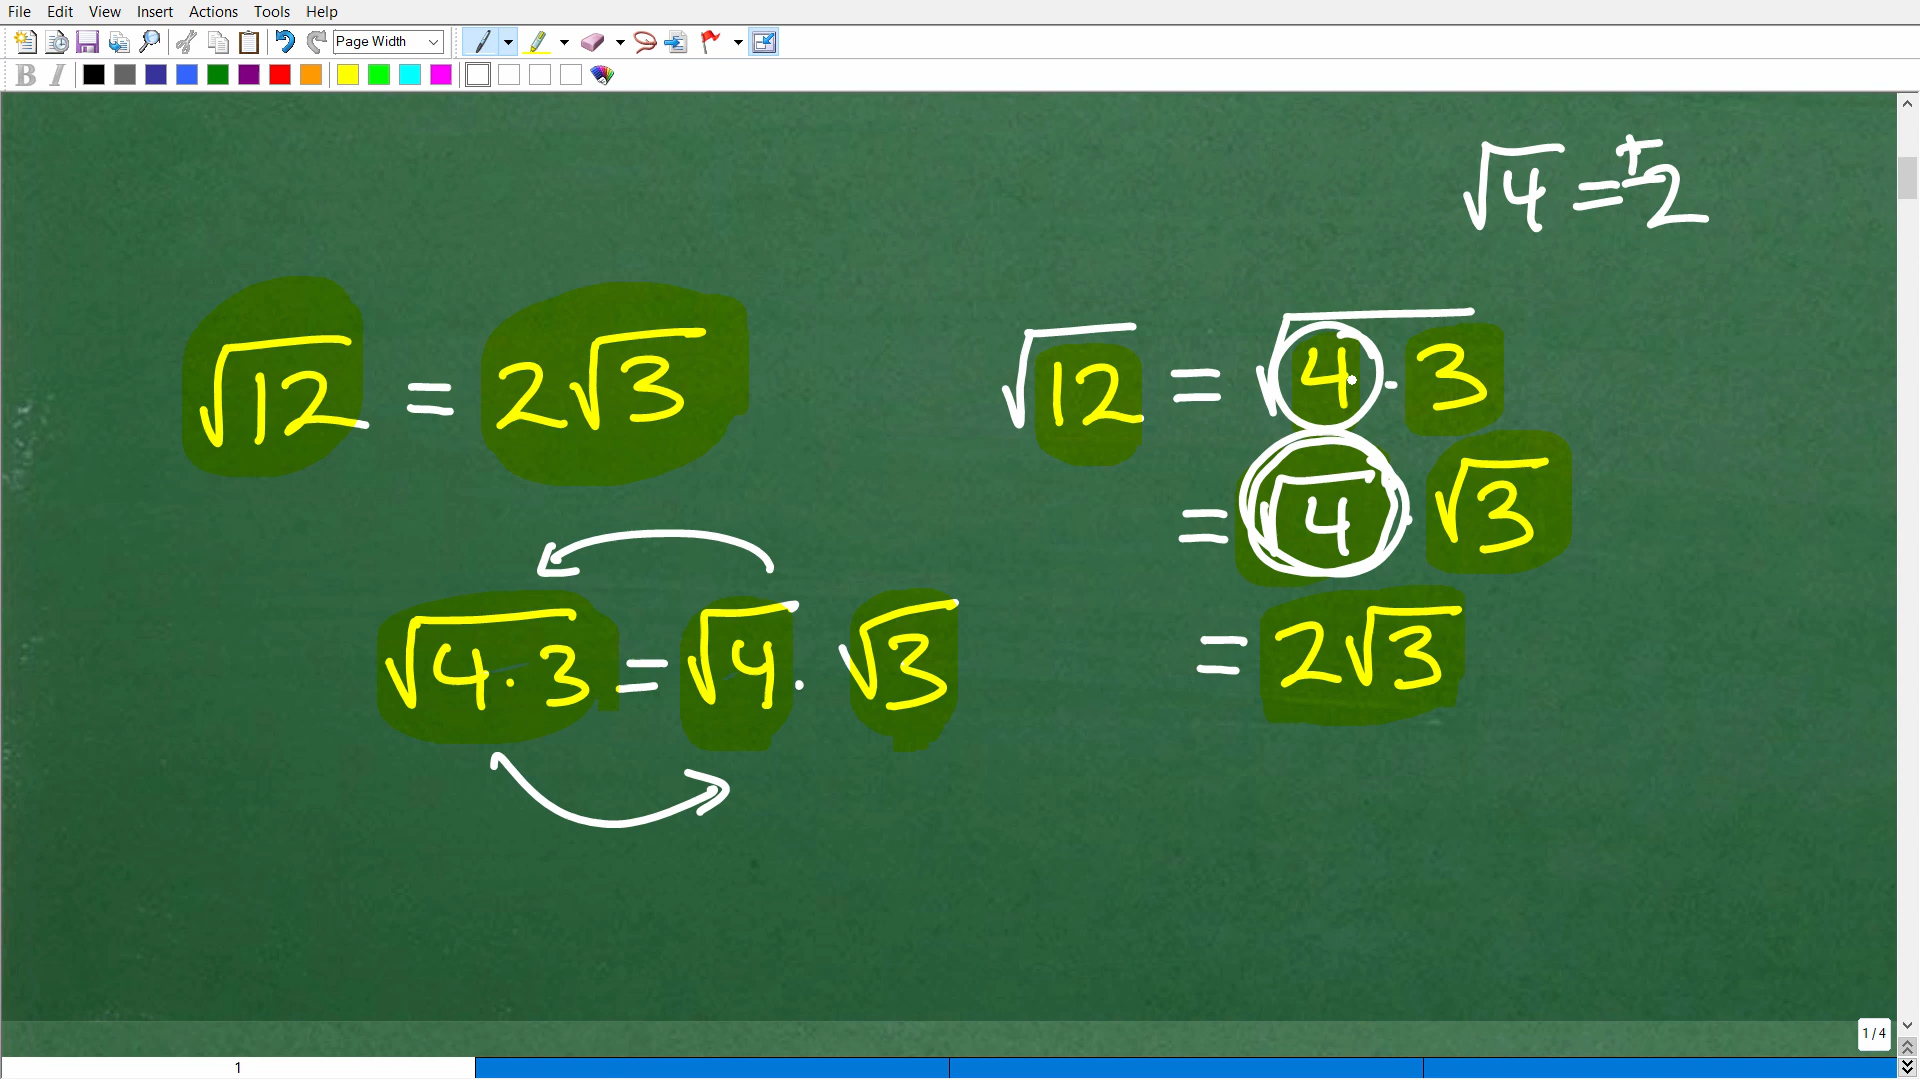 File Edit View Insert Actions Tools Help
Page Width
B I
√4 = ±2
√12 = 2√3
√12 = √4 · 3
= √4 · √3
= 2√3
√4 · 3 = √4 · √3
1 / 4
1